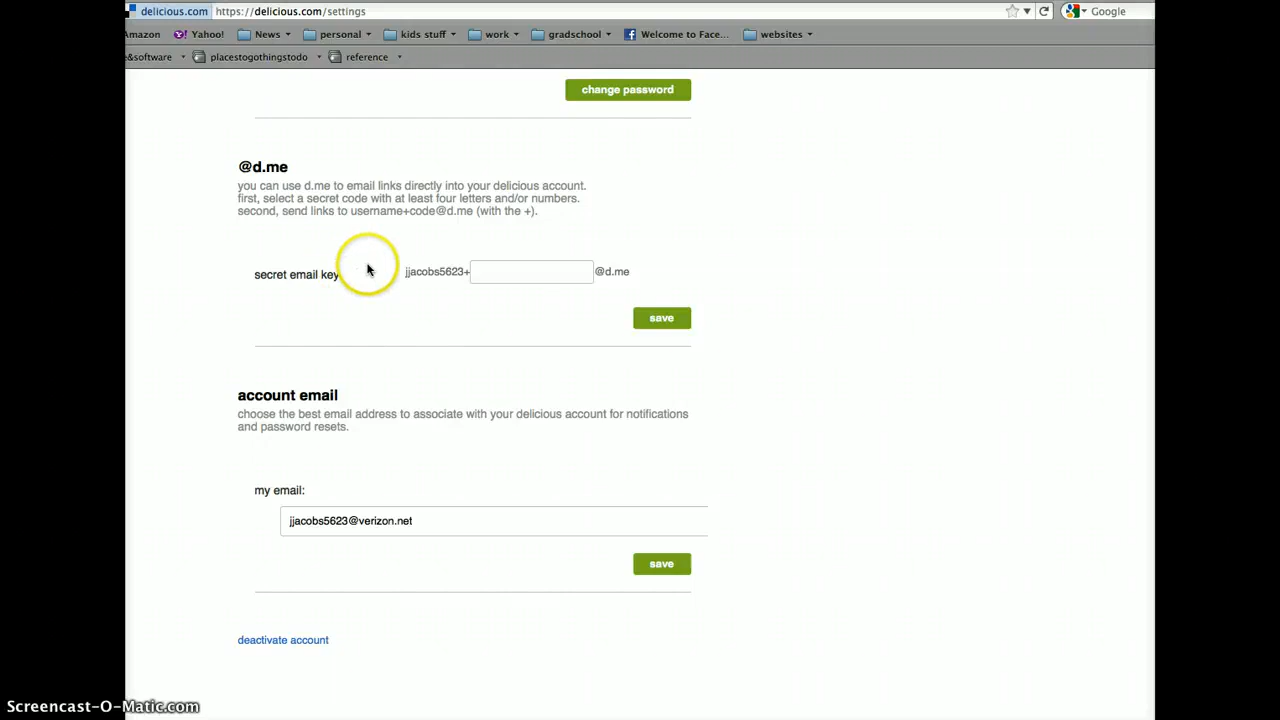 delicious.com https://delicious.com/settings Google
Amazon Yahoo! News personal kids stuff work gradschool Welcome to Face... websites
e&software placestogothingstodo reference
change password
@d.me
you can use d.me to email links directly into your delicious account.
first, select a secret code with at least four letters and/or numbers.
second, send links to username+code@d.me (with the +).
secret email key jjacobs5623+ @d.me
save
account email
choose the best email address to associate with your delicious account for notifications
and password resets.
my email:
jjacobs5623@verizon.net
save
deactivate account
Screencast-O-Matic.com